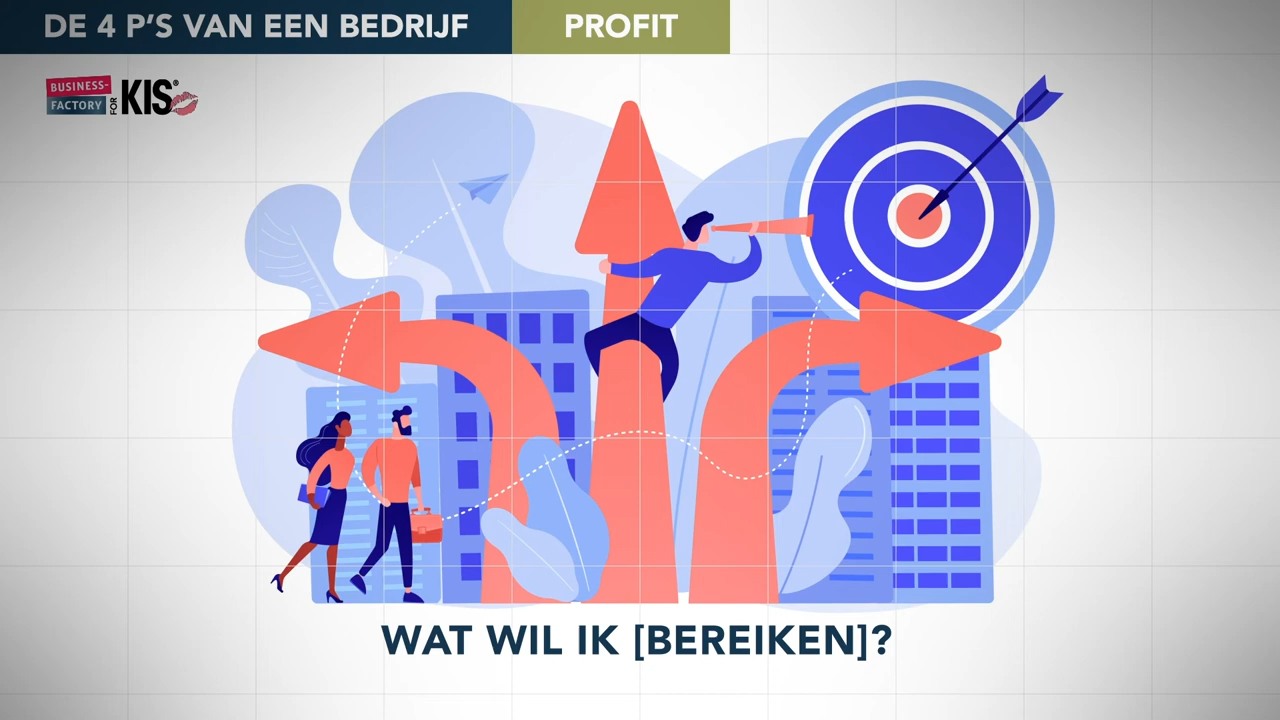 DE 4 P'S VAN EEN BEDRIJF
PROFIT
BUSINESS-
FACTORY
FOR
KIS®
WAT WIL IK [BEREIKEN]?